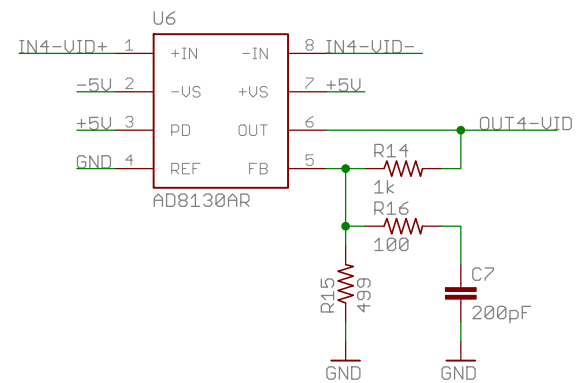 U6
IN4-VID+ 1 +IN -IN 8 IN4-VID-
-5V 2 -VS +VS 7 +5V
+5V 3 PD OUT 6 OUT4-VID
GND 4 REF FB 5
R14
1k
AD8130AR
R16
100
R15
499
C7
200pF
GND
GND